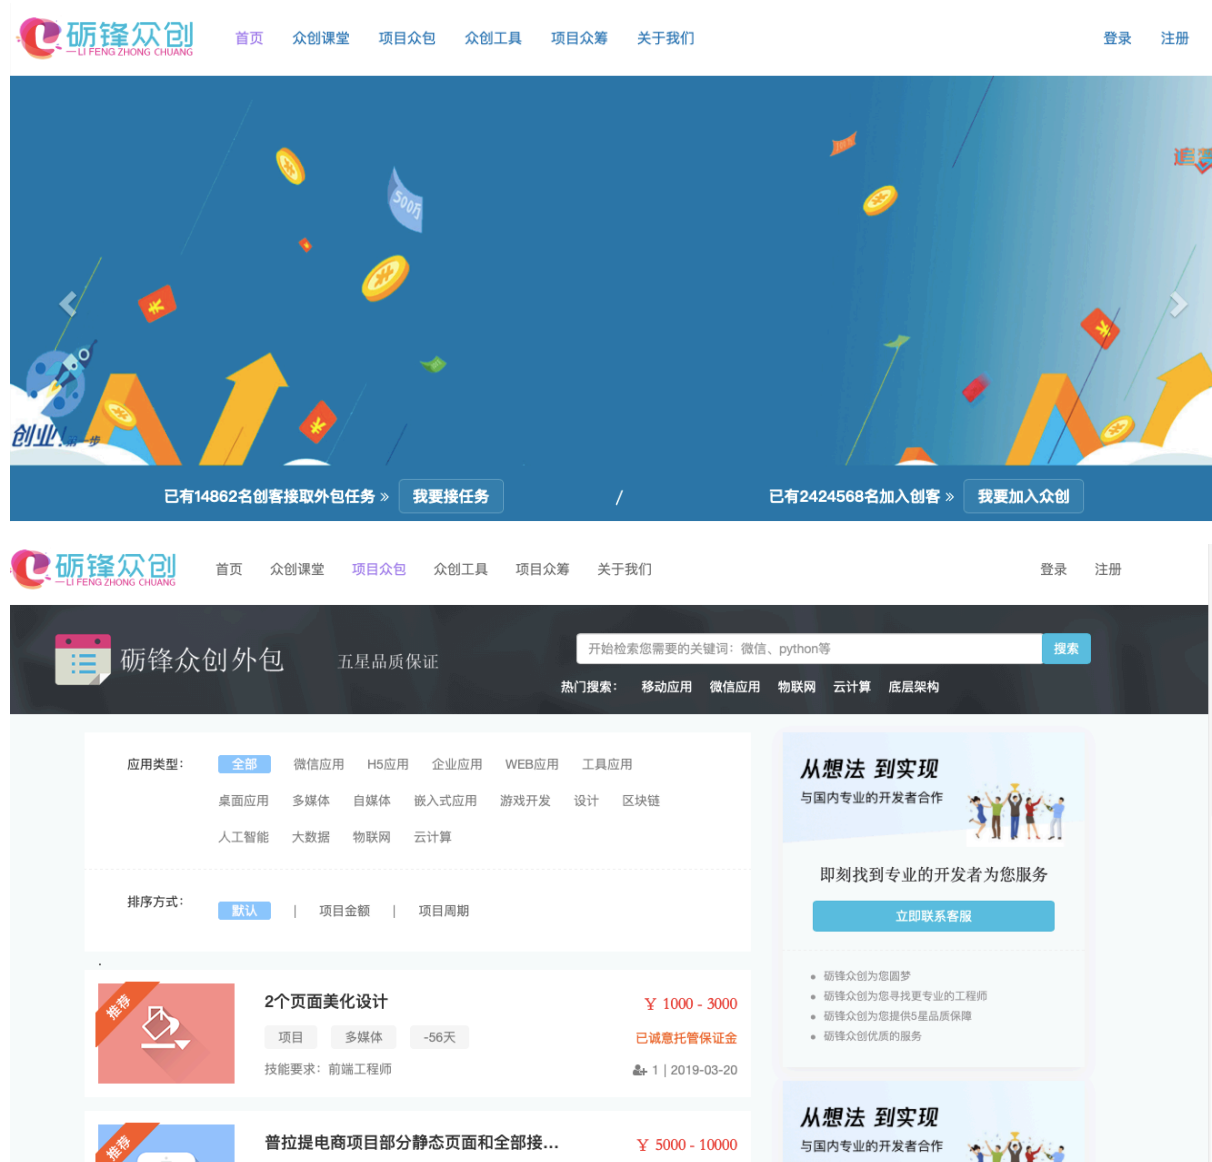 砺锋众创
LI FENG ZHONG CHUANG
首页 众创课堂 项目众包 众创工具 项目众筹 关于我们 登录 注册
500万
创业!第一步
已有14862名创客接取外包任务 » 我要接任务 / 已有2424568名加入创客 » 我要加入众创
砺锋众创
LI FENG ZHONG CHUANG
首页 众创课堂 项目众包 众创工具 项目众筹 关于我们 登录 注册
砺锋众创外包 五星品质保证
开始检索您需要的关键词：微信、python等 搜索
热门搜索： 移动应用 微信应用 物联网 云计算 底层架构
应用类型： 全部 微信应用 H5应用 企业应用 WEB应用 工具应用
桌面应用 多媒体 自媒体 嵌入式应用 游戏开发 设计 区块链
人工智能 大数据 物联网 云计算
排序方式： 默认 | 项目金额 | 项目周期
.
推荐
2个页面美化设计 ￥ 1000 - 3000
项目 多媒体 -56天 已诚意托管保证金
技能要求：前端工程师 1 | 2019-03-20
推荐
普拉提电商项目部分静态页面和全部接... ￥ 5000 - 10000
从想法 到实现
与国内专业的开发者合作
即刻找到专业的开发者为您服务
立即联系客服
砺锋众创为您圆梦
砺锋众创为您寻找更专业的工程师
砺锋众创为您提供5星品质保障
砺锋众创优质的服务
从想法 到实现
与国内专业的开发者合作